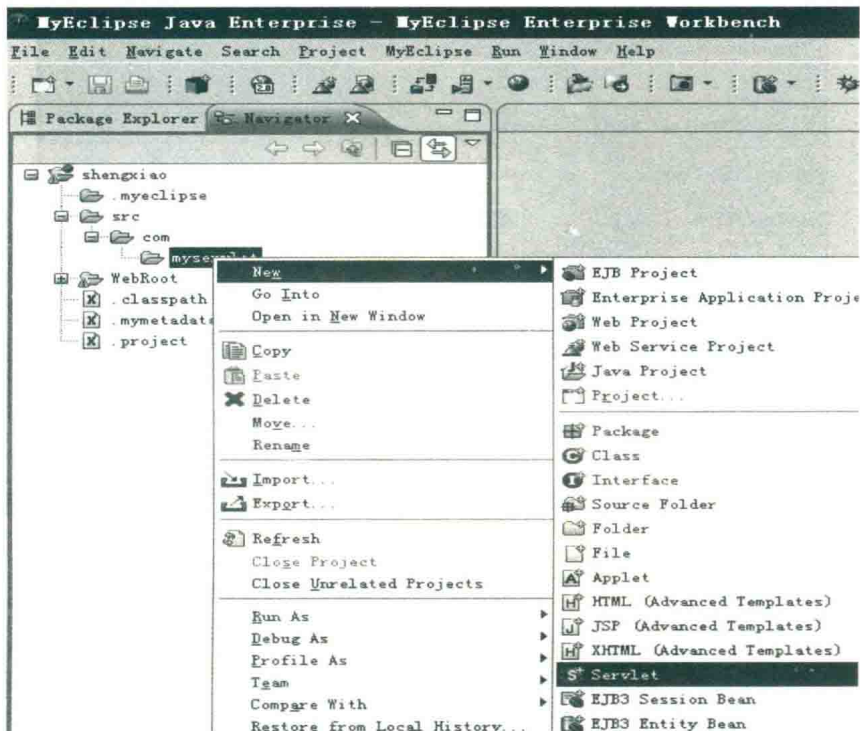 MyEclipse Java Enterprise - MyEclipse Enterprise Workbench
File Edit Navigate Search Project MyEclipse Run Window Help
Package Explorer Navigator
shengxiao
.myeclipse
src
com
WebRoot
.classpath
.mymetadata
.project
New
Go Into
Open in New Window
Copy
Paste
Delete
Move...
Rename
Import...
Export...
Refresh
Close Project
Close Unrelated Projects
Run As
Debug As
Profile As
Team
Compare With
Restore from Local History...
EJB Project
Enterprise Application Proje
Web Project
Web Service Project
Java Project
Project...
Package
Class
Interface
Source Folder
Folder
File
Applet
HTML (Advanced Templates)
JSP (Advanced Templates)
XHTML (Advanced Templates)
Servlet
EJB3 Session Bean
EJB3 Entity Bean